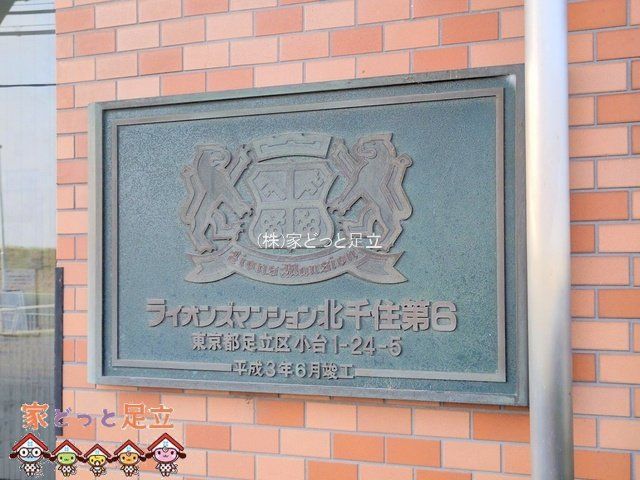 (株)家どっと足立
Lions Mansion
ライオンズマンション北千住第6
東京都足立区小台1-24-5
平成3年6月竣工
家どっと足立